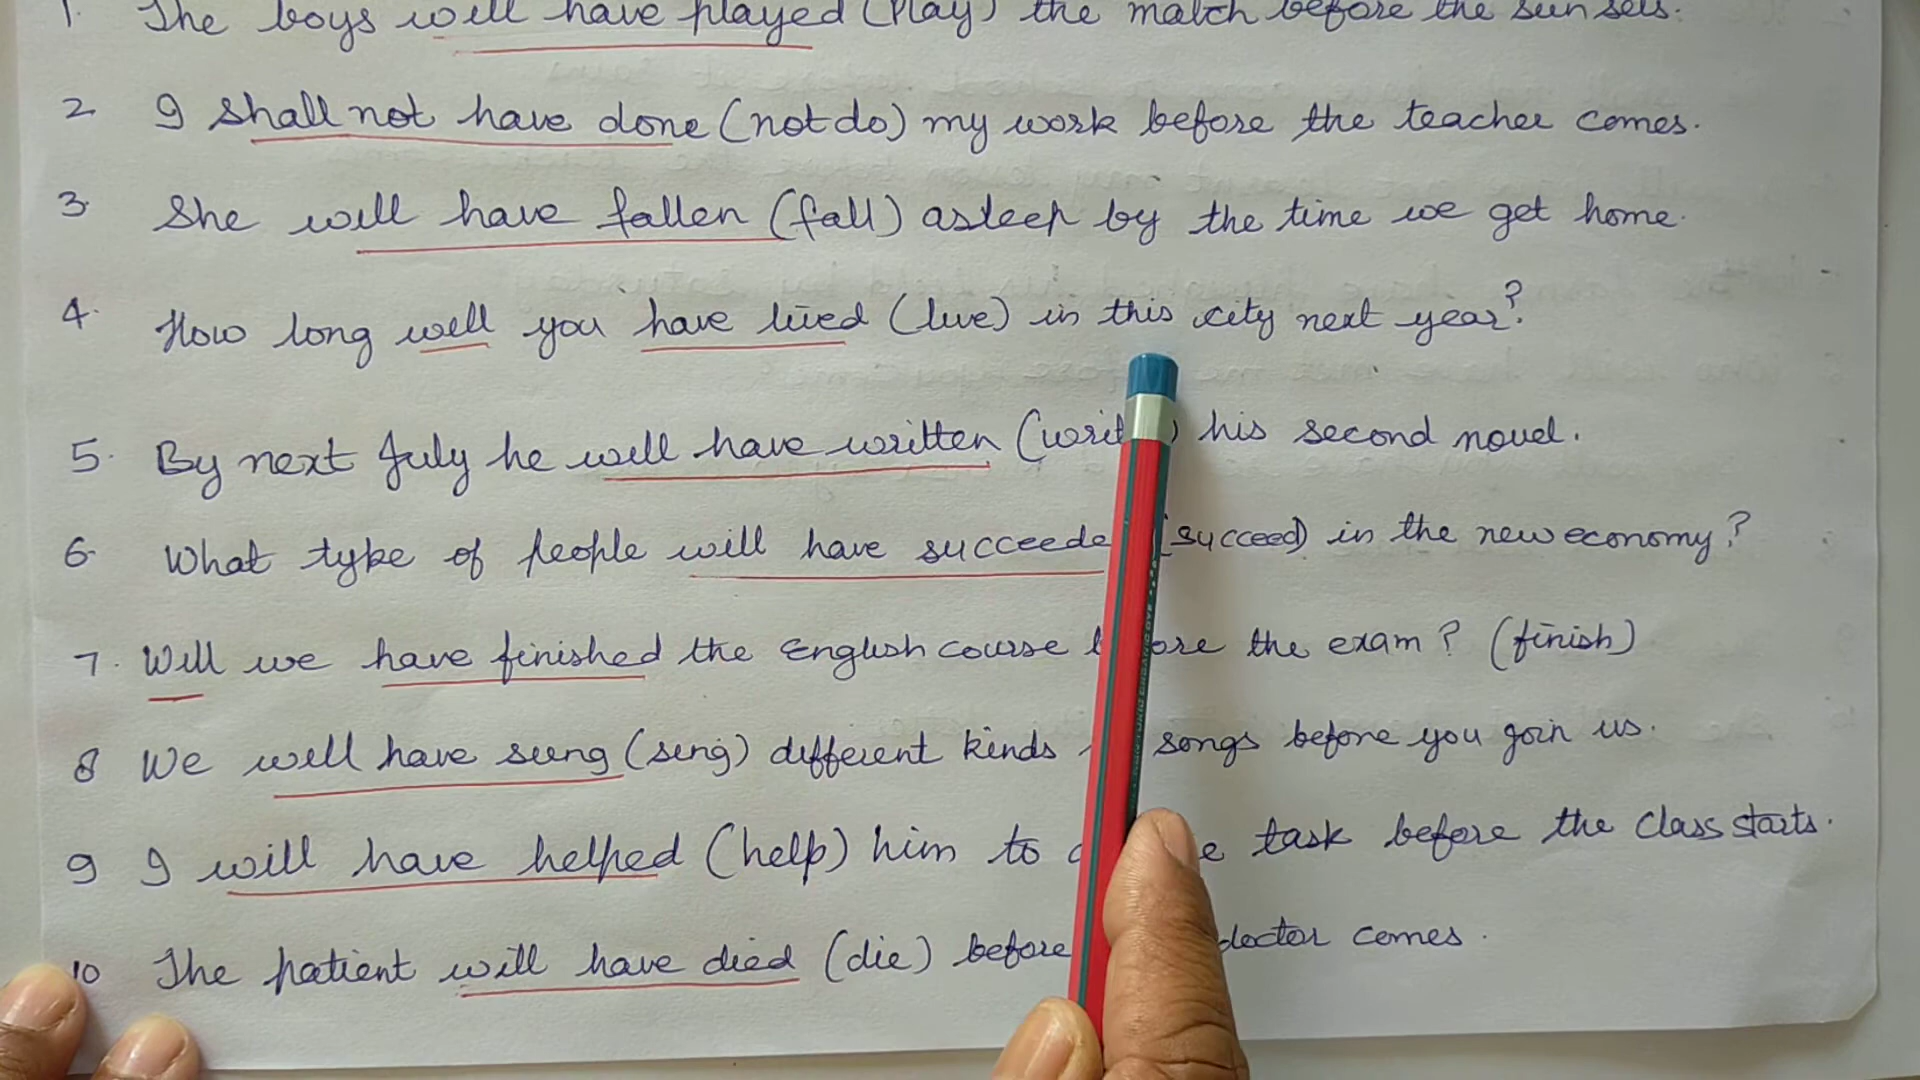 1. The boys will have played (Play) the match before the sun sets.
2 I shall not have done (not do) my work before the teacher comes.
3. She will have fallen (fall) asleep by the time we get home.
4. How long will you have lived (live) in this city next year?
5. By next July he will have written (writ) his second novel.
6. What type of people will have succeede (succeed) in the new economy?
7. Will we have finished the English course before the exam? (finish)
8 We will have sung (sing) different kinds songs before you join us.
9 I will have helped (help) him to task before the class starts.
10 The patient will have died (die) before doctor comes.